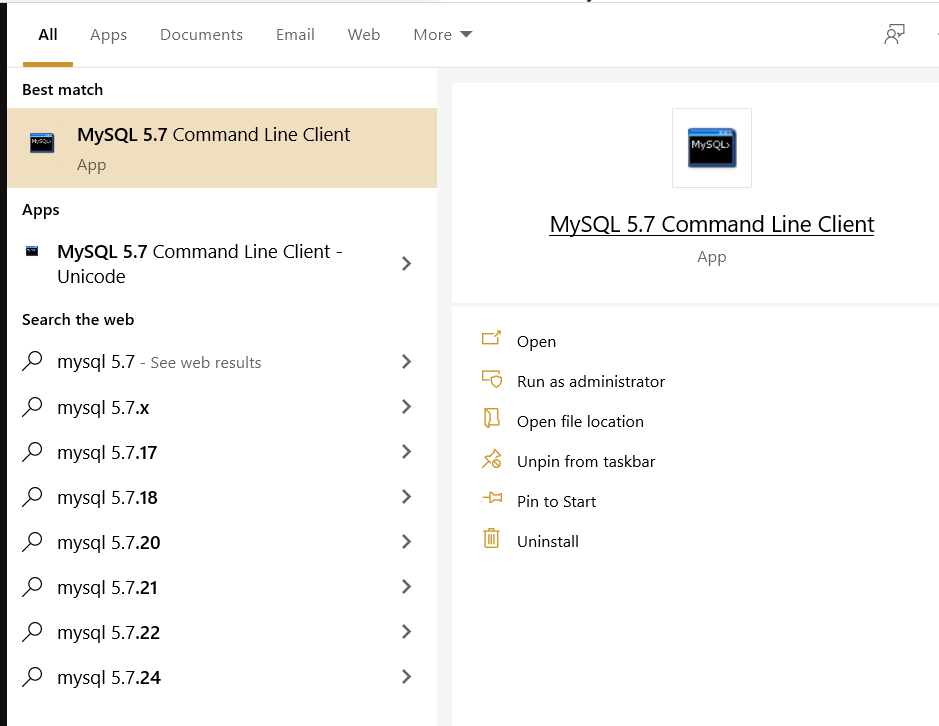 All Apps Documents Email Web More
Best match
MySQL 5.7 Command Line Client
App
Apps
MySQL 5.7 Command Line Client -
Unicode
Search the web
mysql 5.7 - See web results
mysql 5.7.x
mysql 5.7.17
mysql 5.7.18
mysql 5.7.20
mysql 5.7.21
mysql 5.7.22
mysql 5.7.24
MySQL>
MySQL 5.7 Command Line Client
App
Open
Run as administrator
Open file location
Unpin from taskbar
Pin to Start
Uninstall